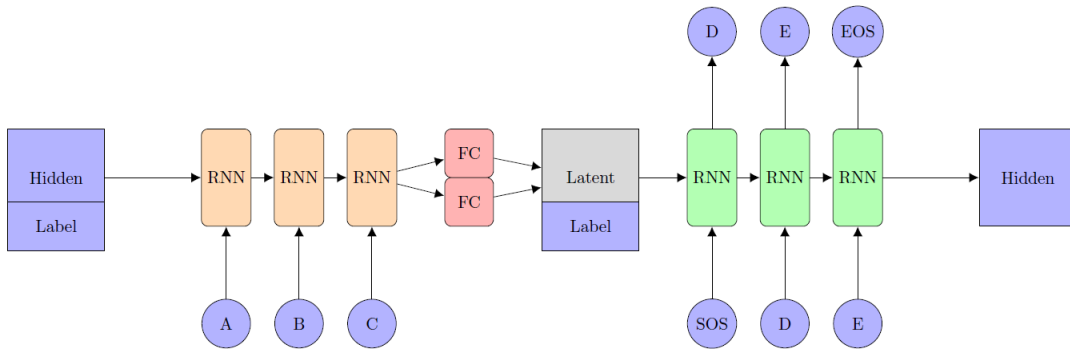 D
E
EOS
Hidden
Label
RNN
RNN
RNN
FC
FC
Latent
Label
RNN
RNN
RNN
Hidden
A
B
C
SOS
D
E